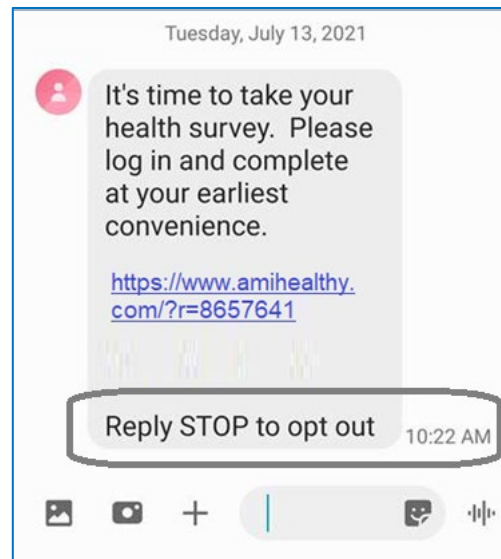 Tuesday, July 13, 2021
It's time to take your
health survey.  Please
log in and complete
at your earliest
convenience.
https://www.amihealthy.
com/?r=8657641
Reply STOP to opt out
10:22 AM